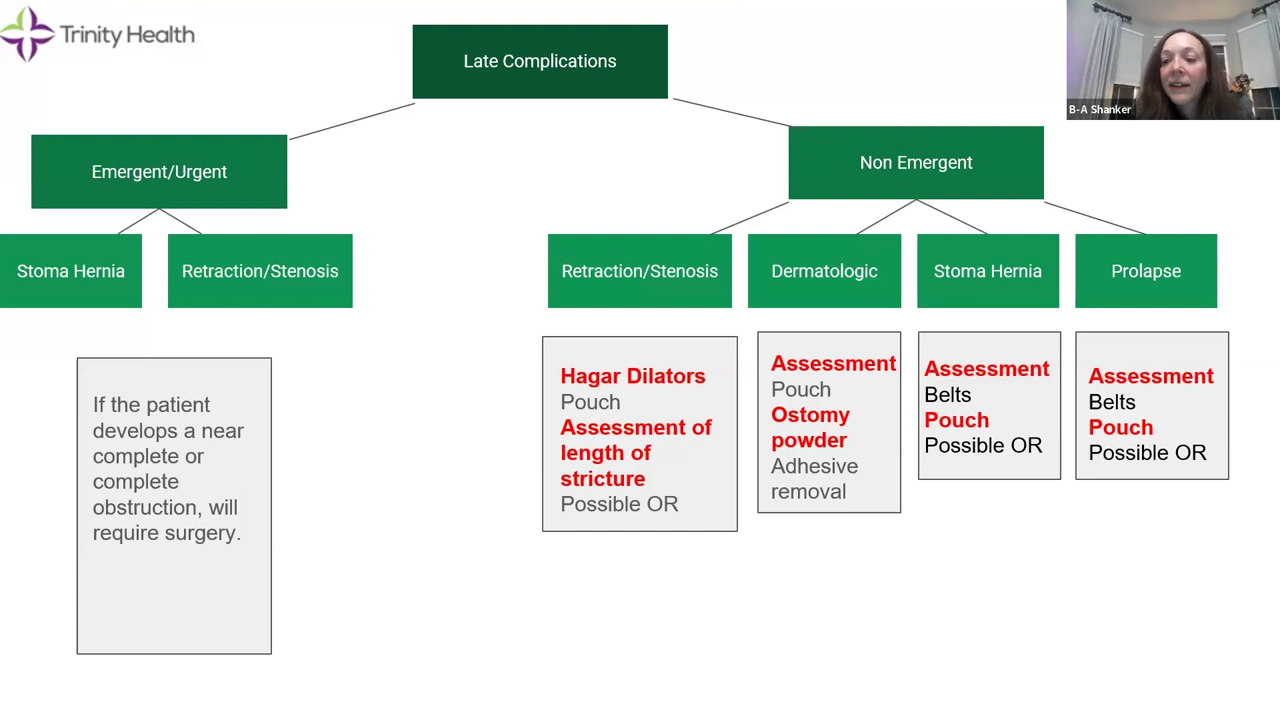 Trinity Health
Late Complications
B-A Shanker
Emergent/Urgent
Non Emergent
Stoma Hernia
Retraction/Stenosis
Retraction/Stenosis
Dermatologic
Stoma Hernia
Prolapse
If the patient
develops a near
complete or
complete
obstruction, will
require surgery.
Hagar Dilators
Pouch
Assessment of
length of
stricture
Possible OR
Assessment
Pouch
Ostomy
powder
Adhesive
removal
Assessment
Belts
Pouch
Possible OR
Assessment
Belts
Pouch
Possible OR